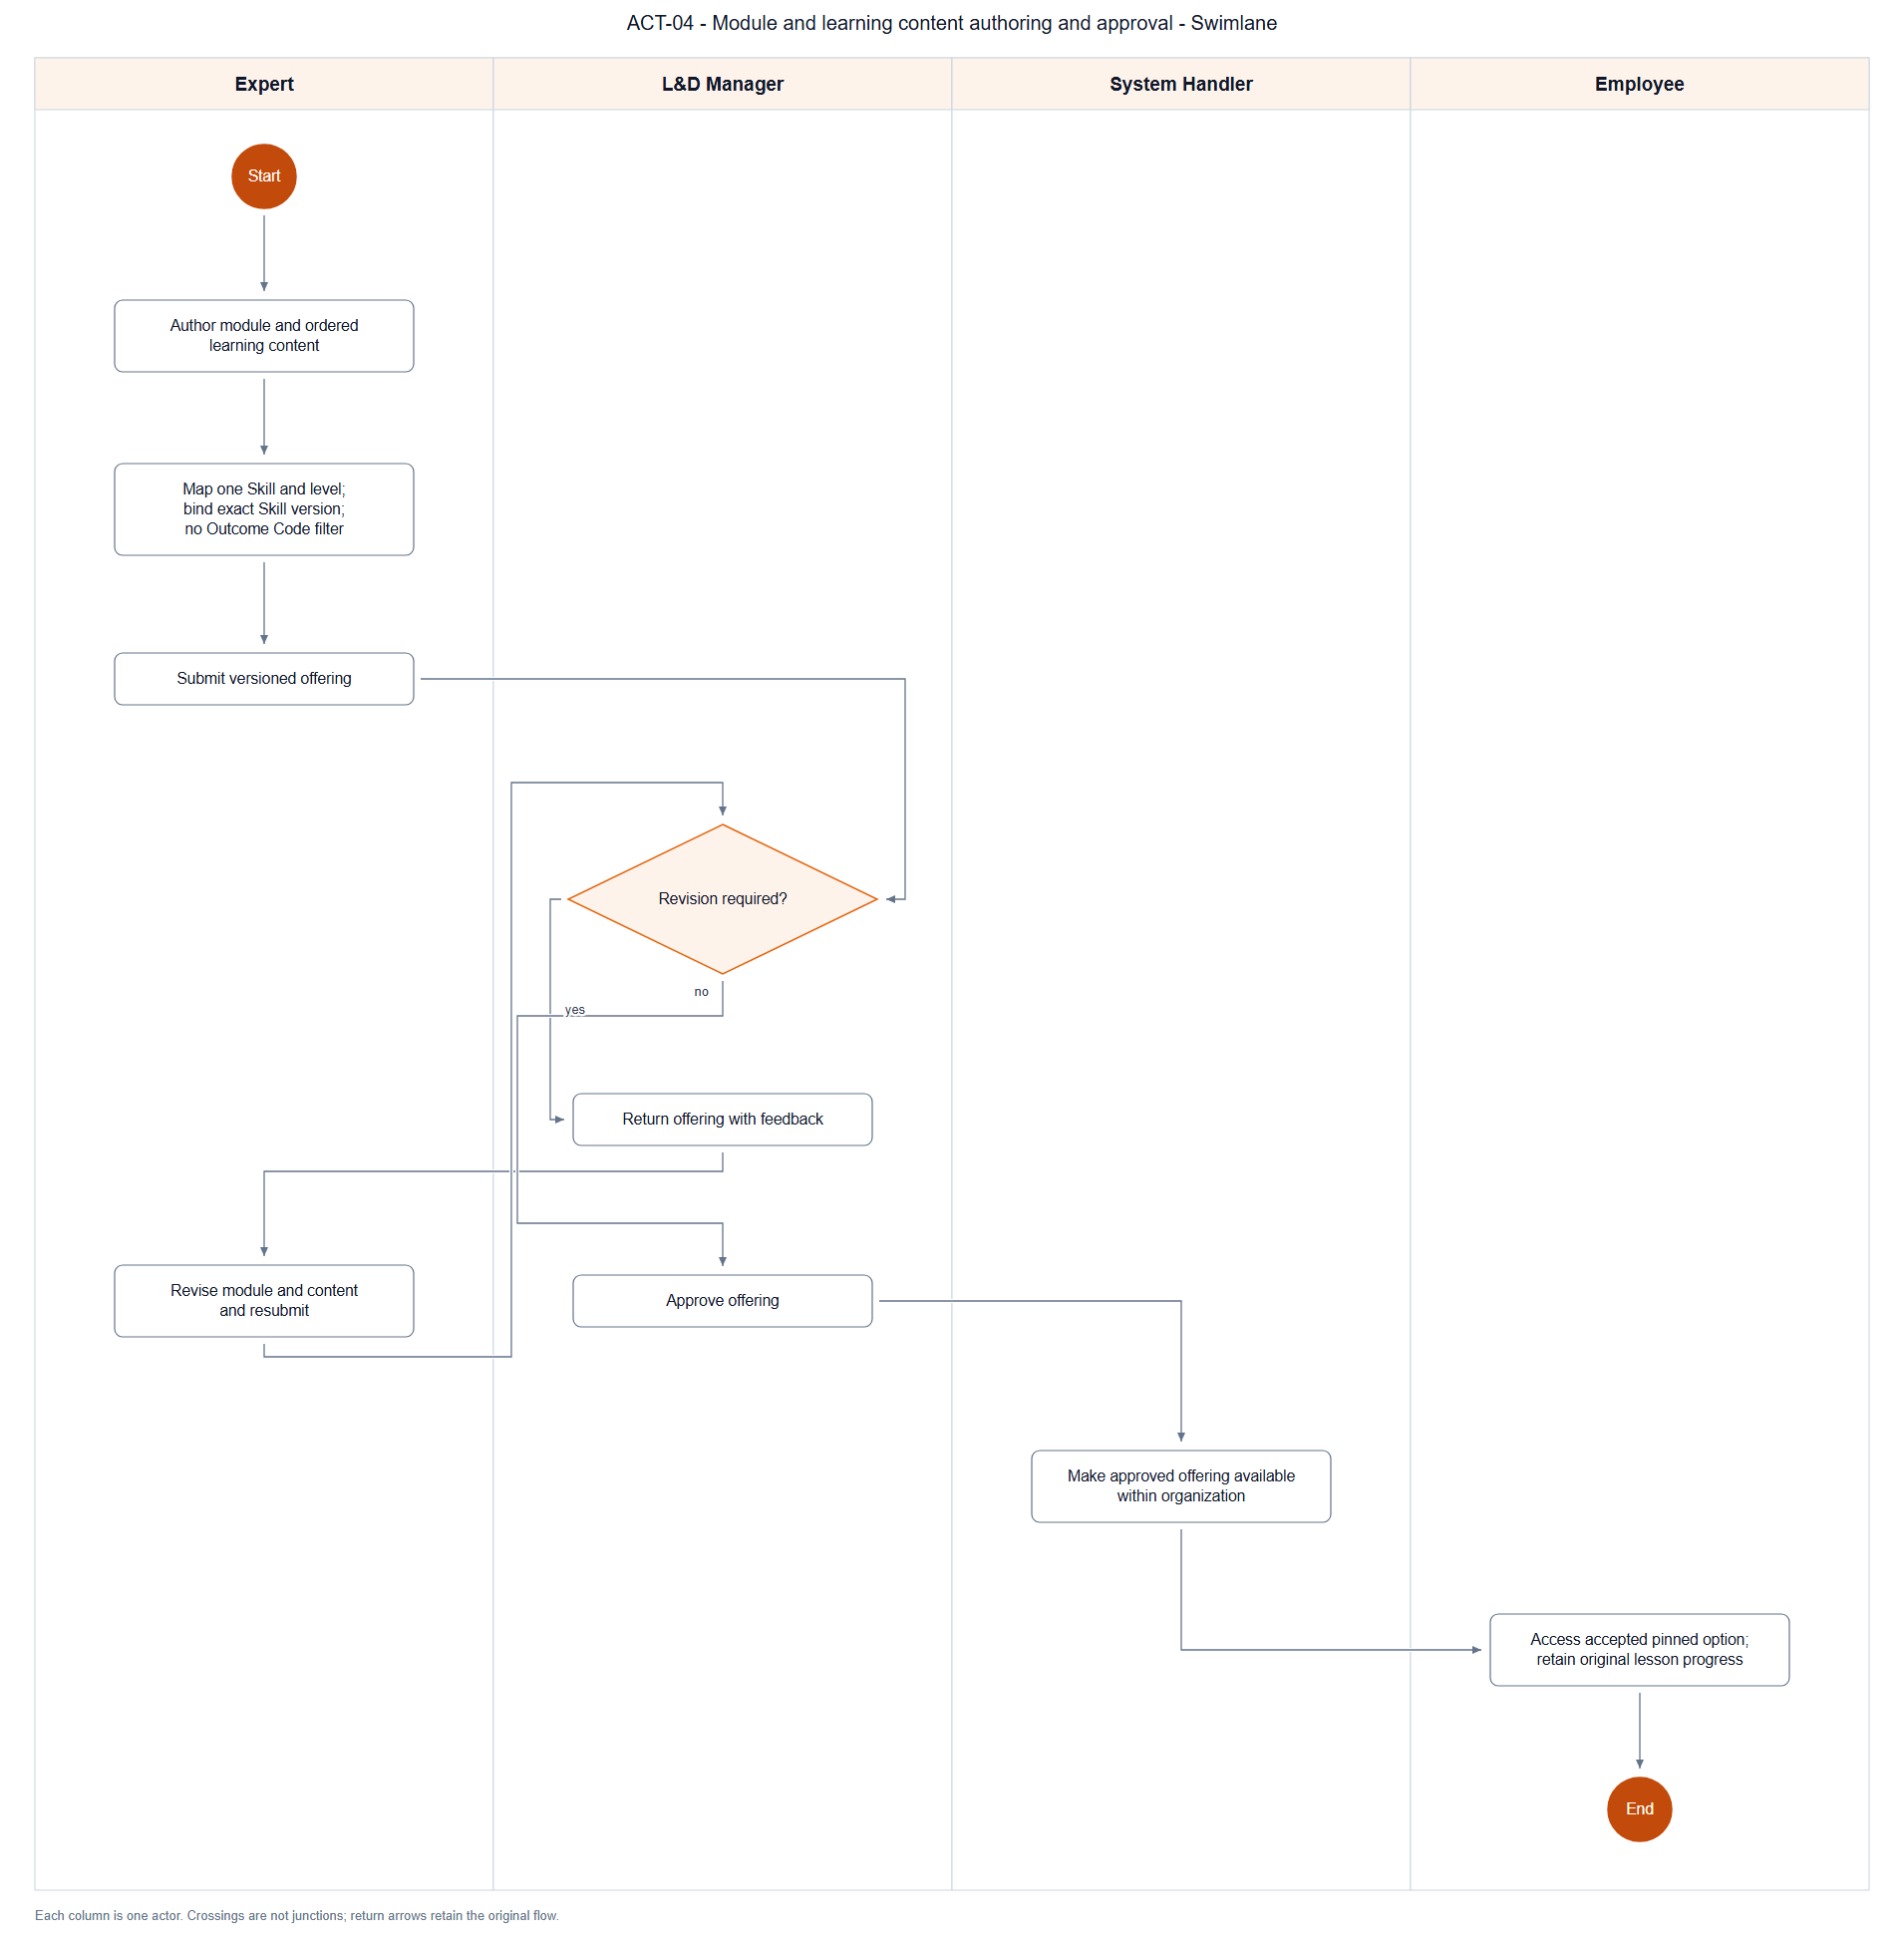 ACT-04 - Module and learning content authoring and approval - Swimlane
Expert
L&D Manager
System Handler
Employee
Start
Author module and ordered
learning content
Map one Skill and level;
bind exact Skill version;
no Outcome Code filter
Submit versioned offering
Revision required?
no
yes
Return offering with feedback
Revise module and content
and resubmit
Approve offering
Make approved offering available
within organization
Access accepted pinned option;
retain original lesson progress
End
Each column is one actor. Crossings are not junctions; return arrows retain the original flow.